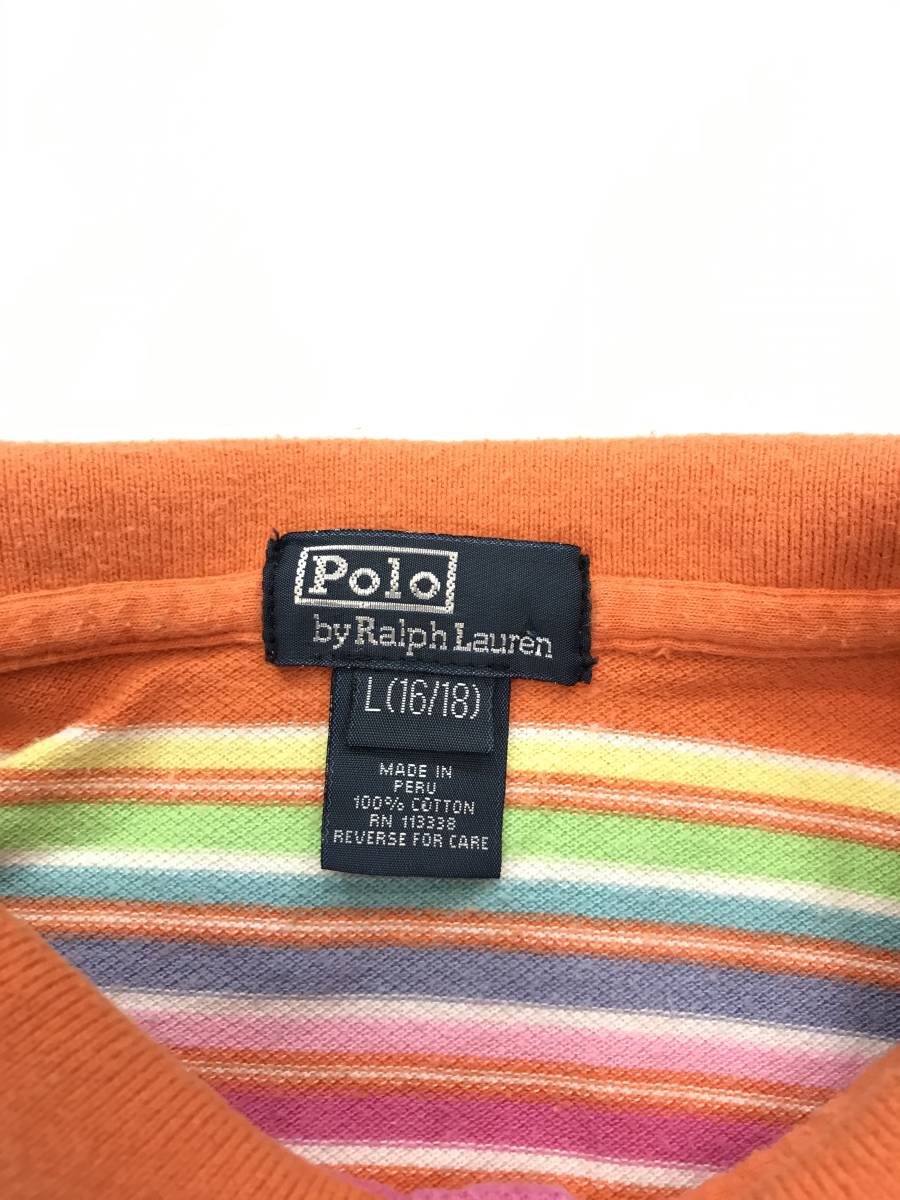 Polo
by Ralph Lauren
L(16/18)
MADE IN
PERU
100% COTTON
RN 113338
REVERSE FOR CARE